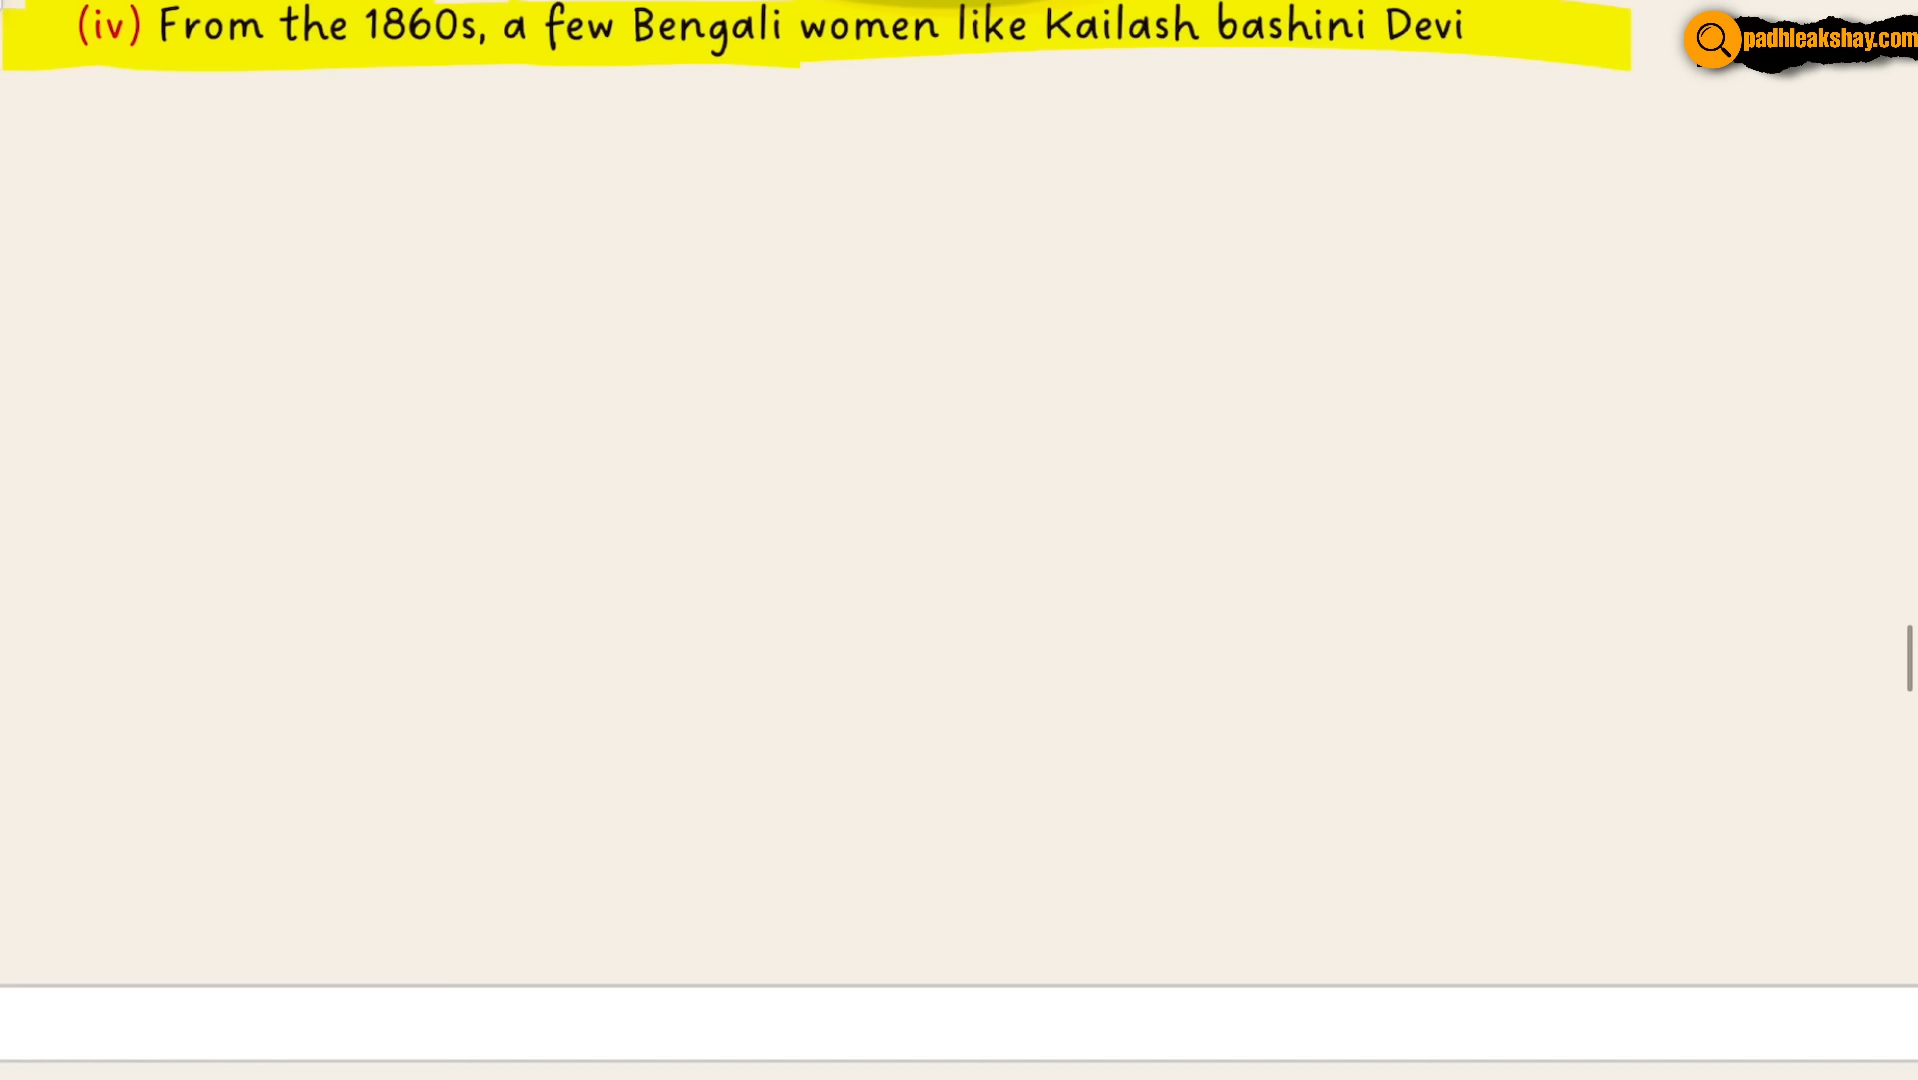 (iv) From the 1860s, a few Bengali women like Kailash bashini Devi
padhleakshay.com